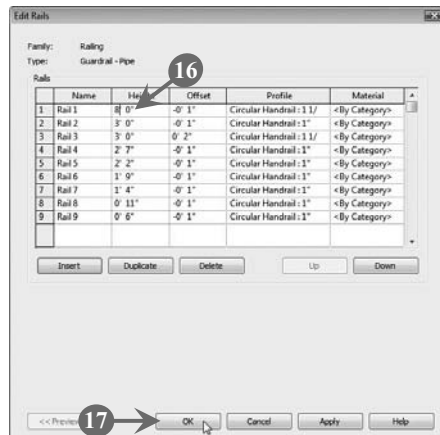 Edit Rails
Family: Railing
Type: Guardrail - Pipe
Rails
16
Name Height Offset Profile Material
1 Rail 1 8' 0" -0' 1" Circular Handrail : 1 1/ <By Category>
2 Rail 2 3' 0" -0' 1" Circular Handrail : 1" <By Category>
3 Rail 3 3' 0" 0' 2" Circular Handrail : 1 1/ <By Category>
4 Rail 4 2' 7" -0' 1" Circular Handrail : 1" <By Category>
5 Rail 5 2' 2" -0' 1" Circular Handrail : 1" <By Category>
6 Rail 6 1' 9" -0' 1" Circular Handrail : 1" <By Category>
7 Rail 7 1' 4" -0' 1" Circular Handrail : 1" <By Category>
8 Rail 8 0' 11" -0' 1" Circular Handrail : 1" <By Category>
9 Rail 9 0' 6" -0' 1" Circular Handrail : 1" <By Category>
Insert Duplicate Delete Up Down
<< Preview 17 OK Cancel Apply Help